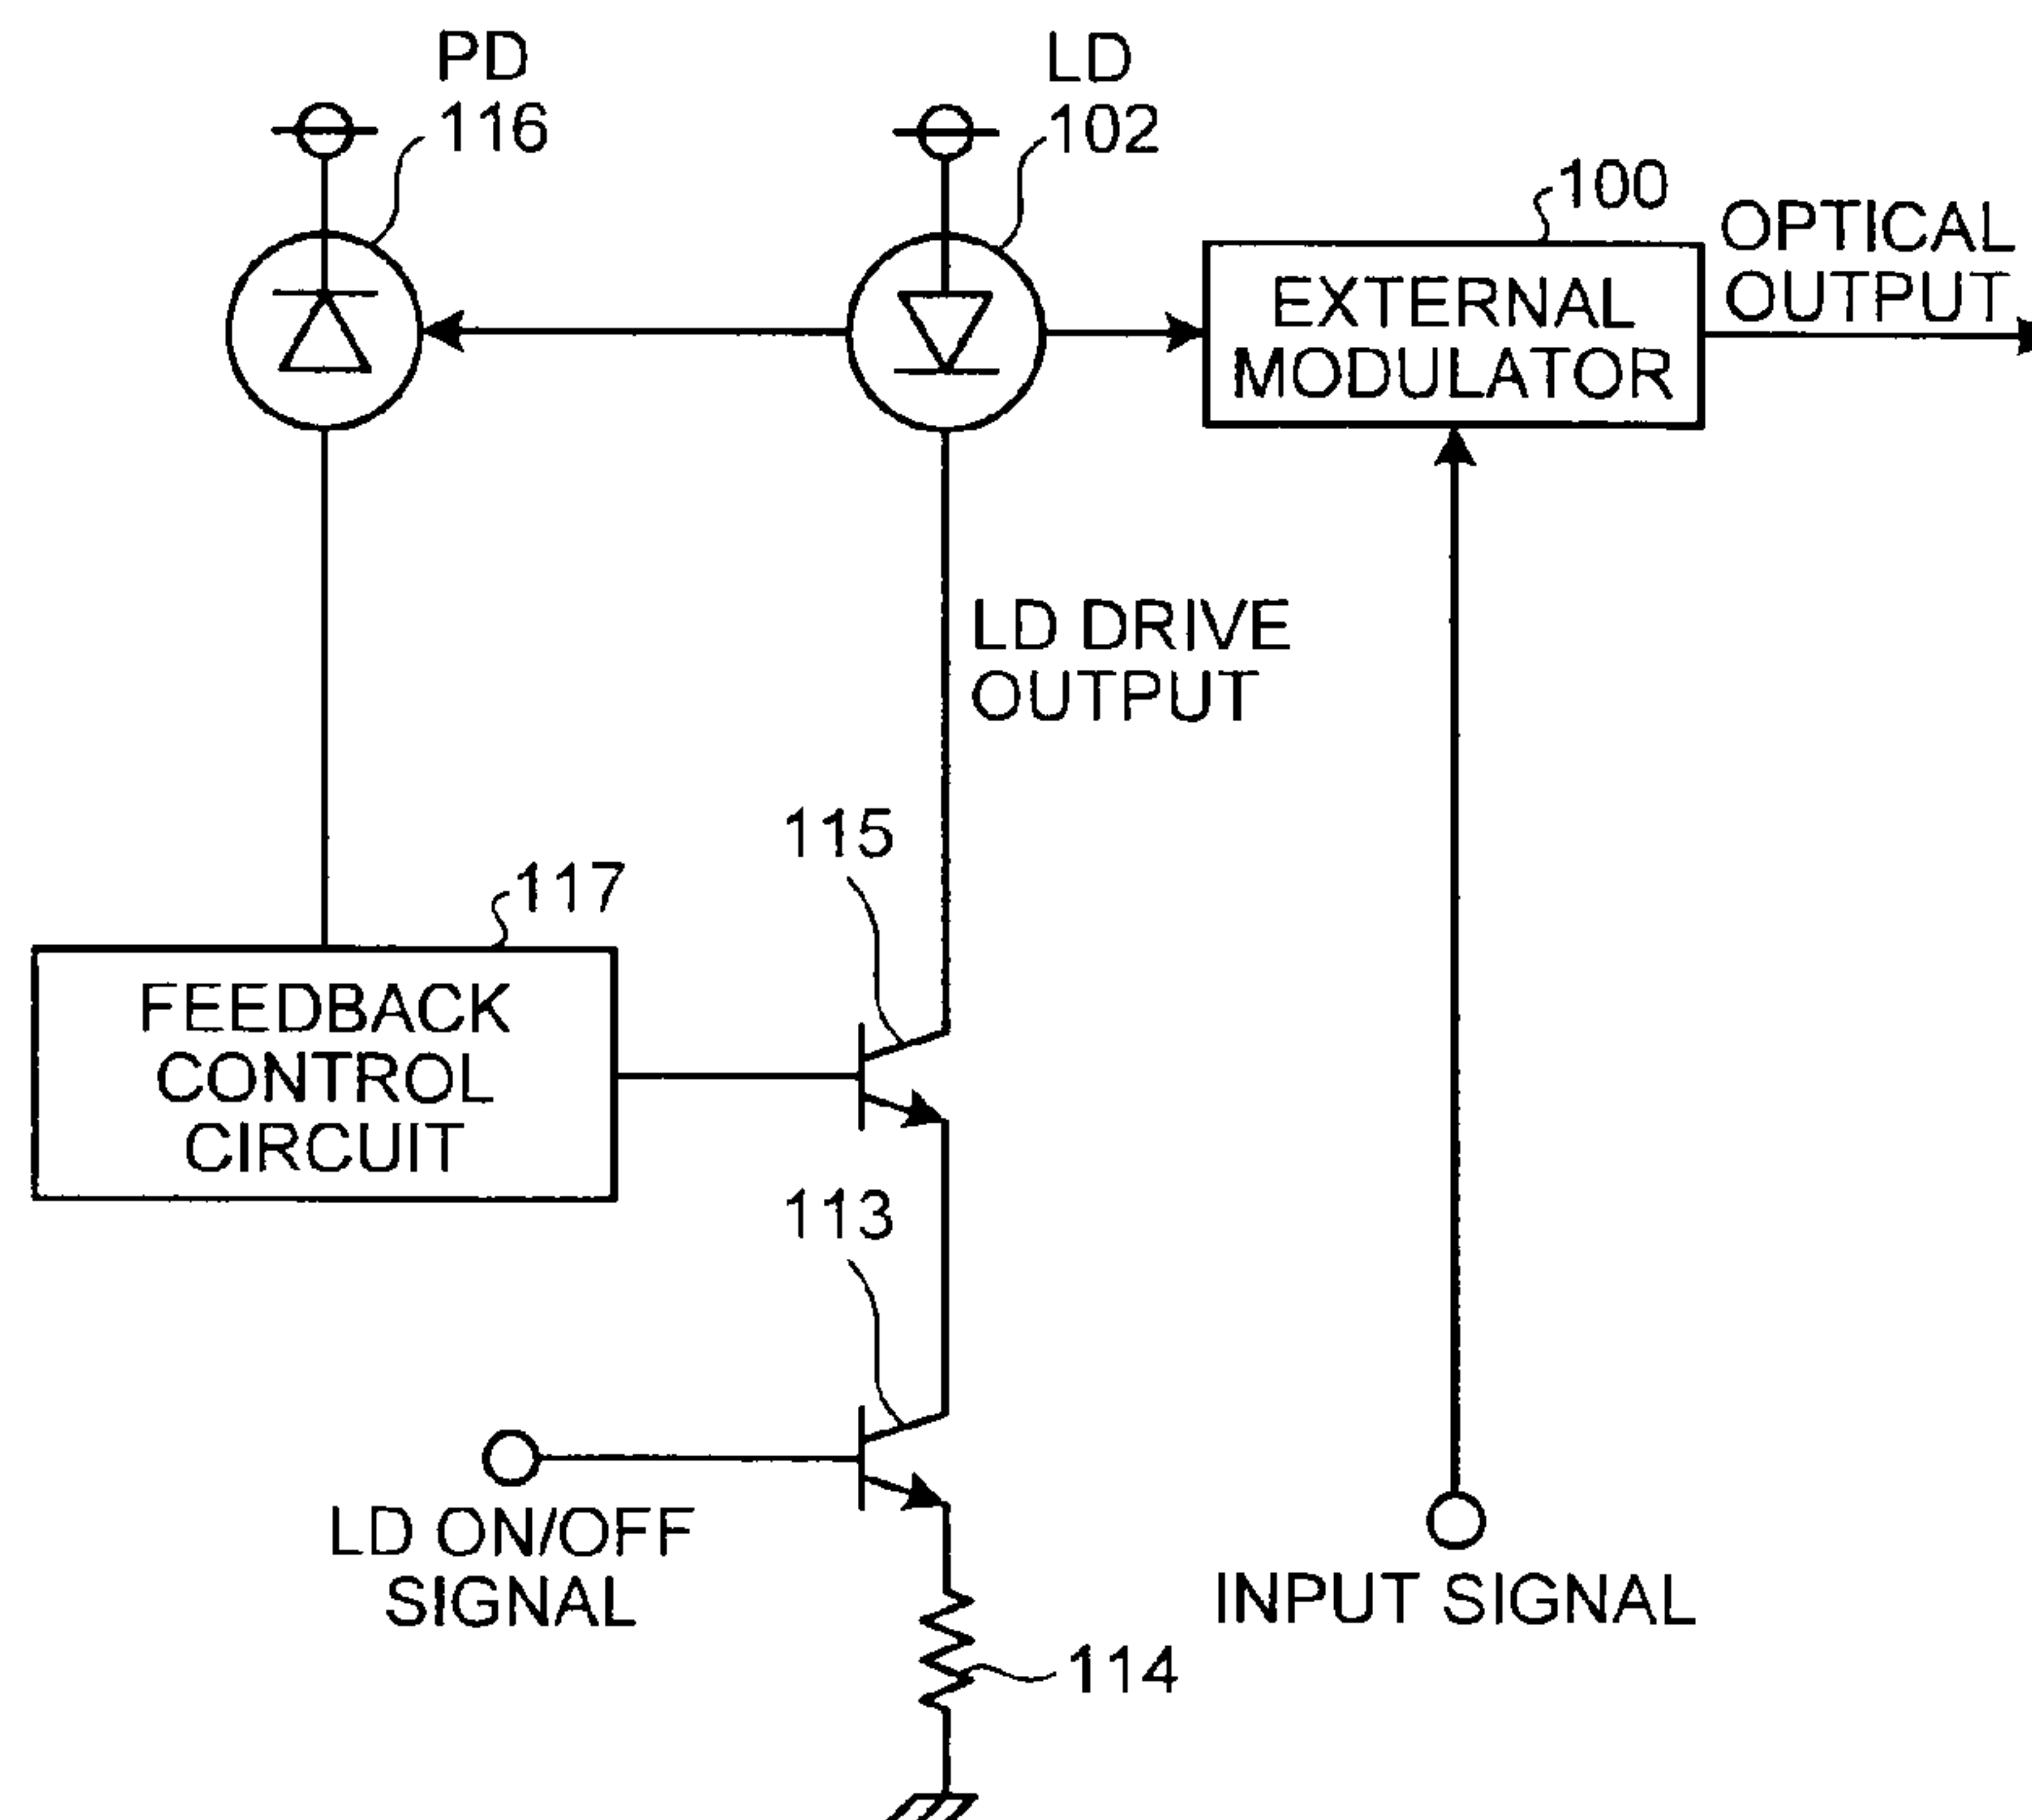 PD
116
LD
102
100
OPTICAL
OUTPUT
EXTERNAL
MODULATOR
LD DRIVE
OUTPUT
115
117
FEEDBACK
CONTROL
CIRCUIT
113
LD ON/OFF
SIGNAL
INPUT SIGNAL
114